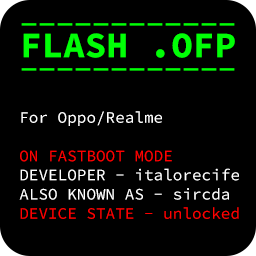 FLASH .OFP
For Oppo/Realme
ON FASTBOOT MODE
DEVELOPER - italorecife
ALSO KNOWN AS - sircda
DEVICE STATE - unlocked